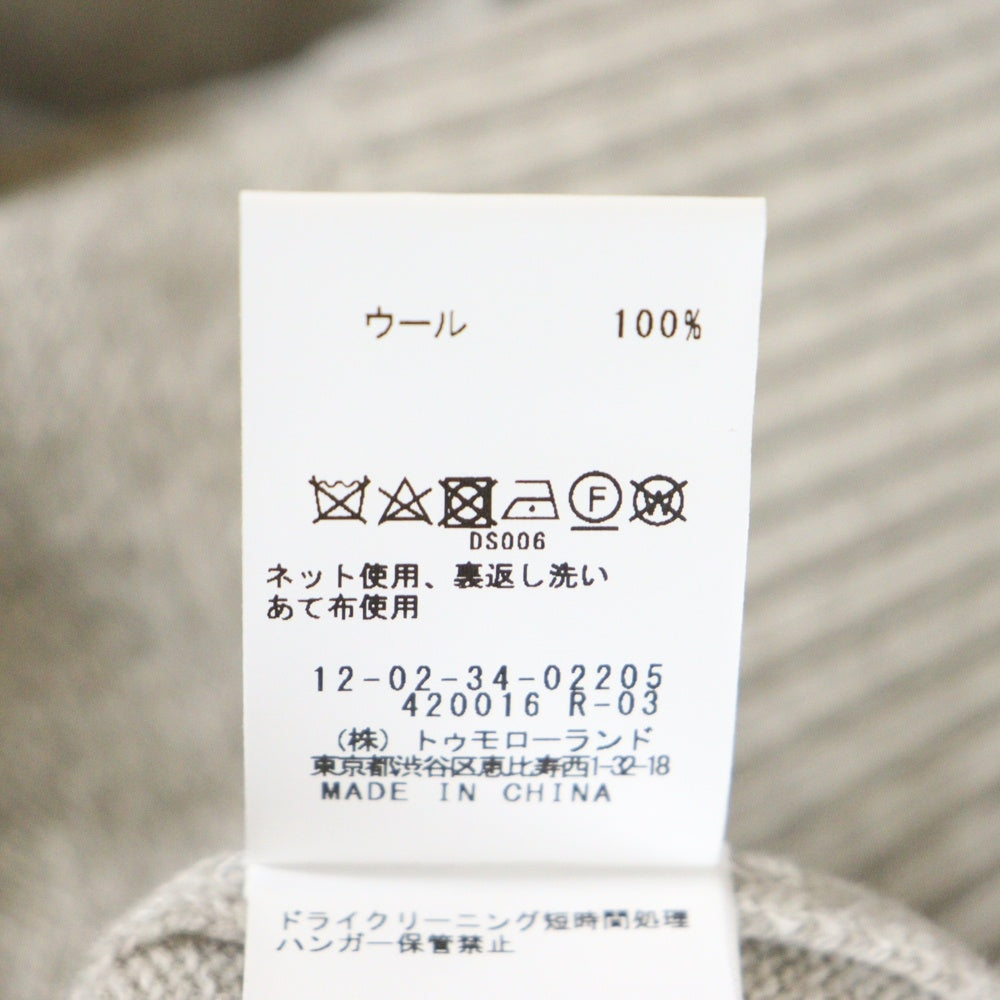 ウール 100%
F W
DS006
ネット使用、裏返し洗い
あて布使用
12-02-34-02205
420016 R-03
(株) トゥモローランド
東京都渋谷区恵比寿西1-32-18
MADE IN CHINA
ドライクリーニング短時間処理
ハンガー保管禁止